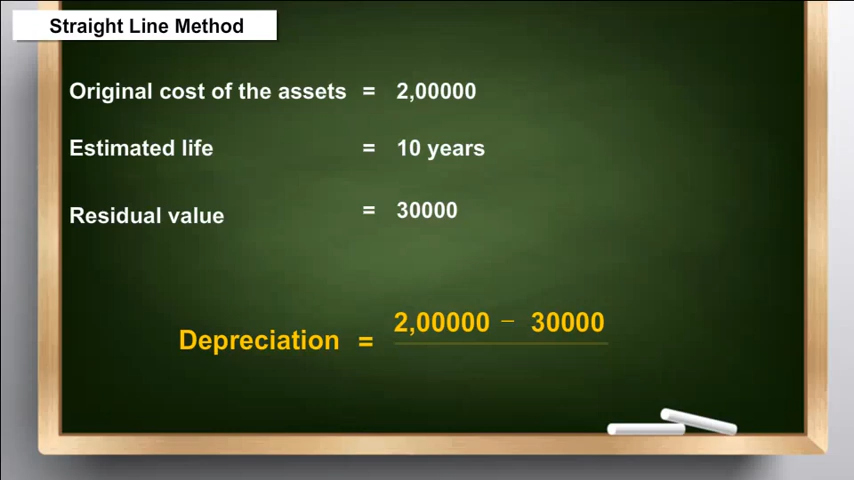 Straight Line Method
Original cost of the assets = 2,00000
Estimated life = 10 years
Residual value = 30000
Depreciation = 2,00000 − 30000